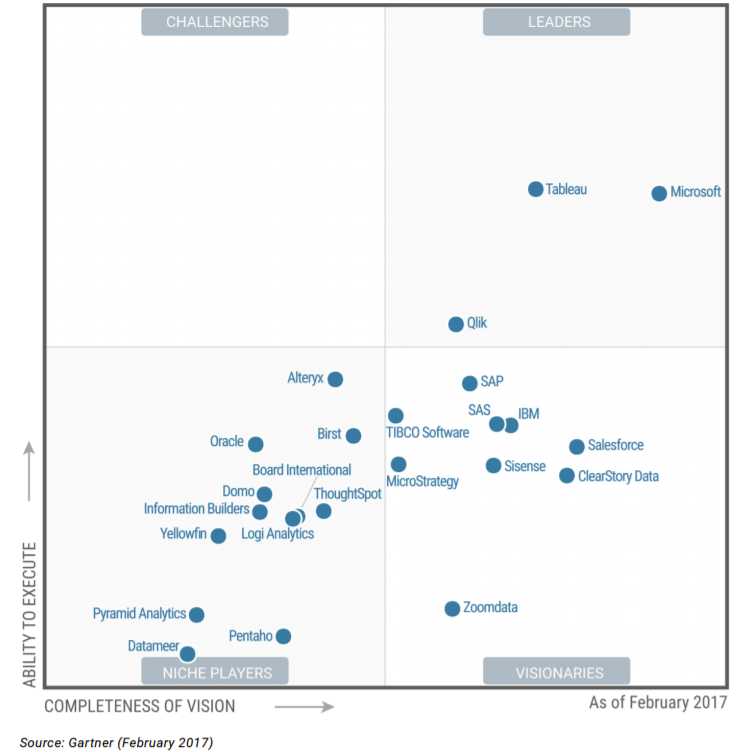 CHALLENGERS
LEADERS
Tableau
Microsoft
Qlik
Alteryx
SAP
SAS
IBM
TIBCO Software
Birst
Oracle
Salesforce
Board International
Sisense
MicroStrategy
ClearStory Data
Domo
ThoughtSpot
Information Builders
Yellowfin
Logi Analytics
Zoomdata
Pyramid Analytics
Pentaho
Datameer
NICHE PLAYERS
VISIONARIES
ABILITY TO EXECUTE
COMPLETENESS OF VISION
As of February 2017
Source: Gartner (February 2017)